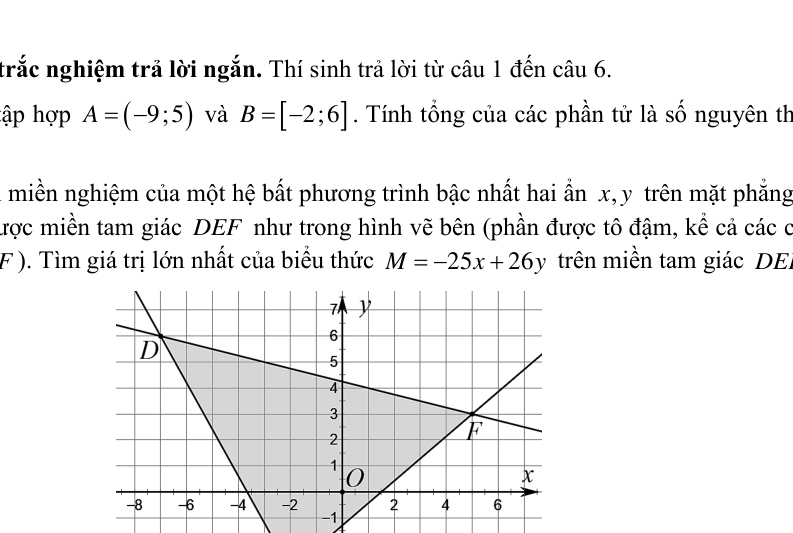 trắc nghiệm trả lời ngắn. Thí sinh trả lời từ câu 1 đến câu 6.
tập hợp A = (−9;5) và B = [−2;6]. Tính tổng của các phần tử là số nguyên th
miền nghiệm của một hệ bất phương trình bậc nhất hai ẩn x, y trên mặt phẳng
ược miền tam giác DEF như trong hình vẽ bên (phần được tô đậm, kể cả các c
F). Tìm giá trị lớn nhất của biểu thức M = −25x + 26y trên miền tam giác DEF
7 y
6
D
5
4
3
F
2
1
O x
−8 −6 −4 −2 2 4 6
−1